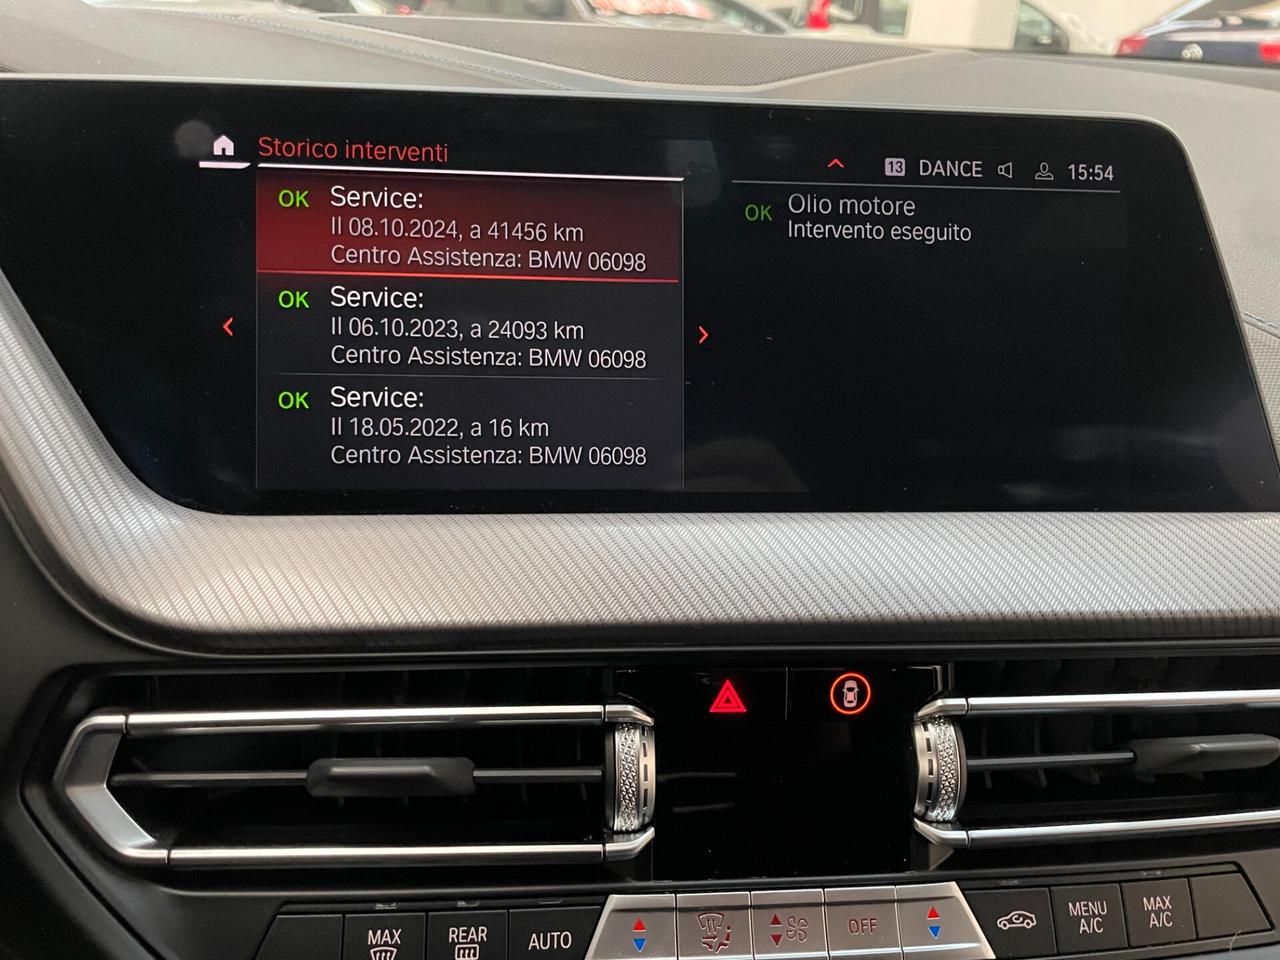 Storico interventi
13 DANCE 15:54
OK Service:
Il 08.10.2024, a 41456 km
Centro Assistenza: BMW 06098
OK Service:
Il 06.10.2023, a 24093 km
Centro Assistenza: BMW 06098
OK Service:
Il 18.05.2022, a 16 km
Centro Assistenza: BMW 06098
OK Olio motore
Intervento eseguito
MAX
REAR
AUTO
OFF
MENU
A/C
MAX
A/C